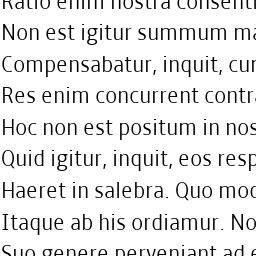 Ratio enim nostra consenti
Non est igitur summum ma
Compensabatur, inquit, cum
Res enim concurrent contra
Hoc non est positum in nos
Quid igitur, inquit, eos resp
Haeret in salebra. Quo mod
Itaque ab his ordiamur. No
Suo genere perveniant ad e